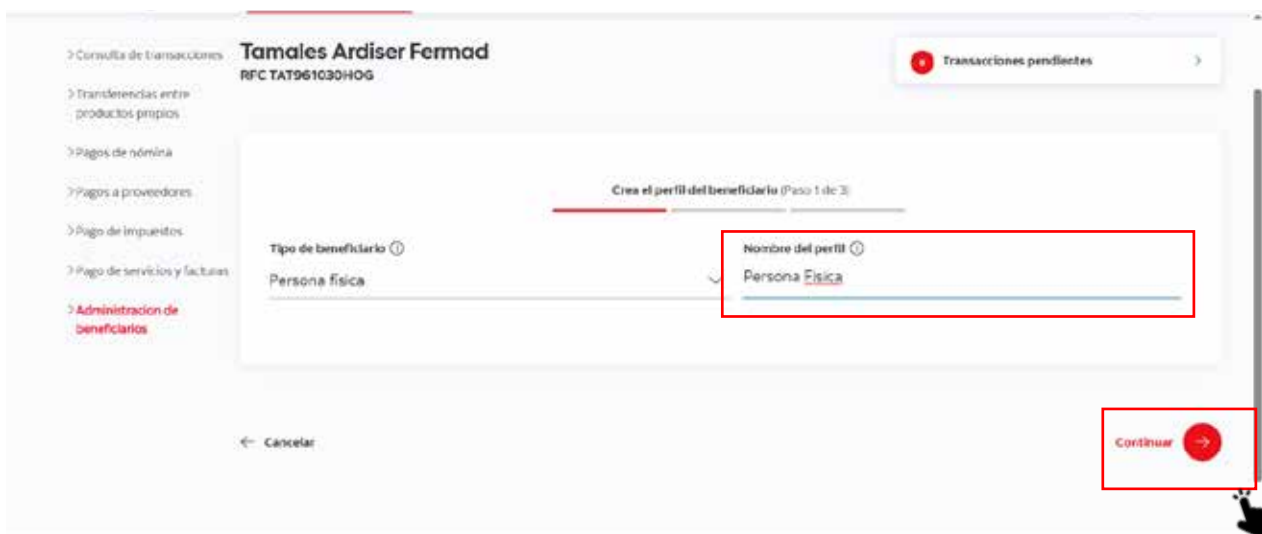 > Consulta de transacciones
> Transferencias entre
productos propios
> Pagos de nómina
> Pagos a proveedores
> Pago de impuestos
> Pago de servicios y facturas
> Administracion de
beneficiarios
Tamales Ardiser Fermad
RFC TAT961030HOG
Transacciones pendientes
Crea el perfil del beneficiario (Paso 1 de 3)
Tipo de beneficiario
Persona física
Nombre del perfil
Persona Fisica
Cancelar
Continuar